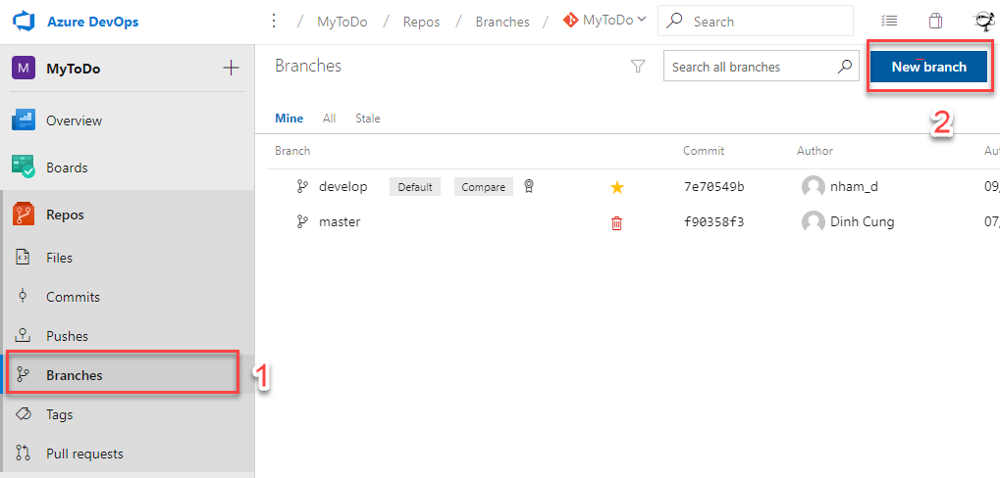 Azure DevOps
/ MyToDo / Repos / Branches / MyToDo
Search
M MyToDo
Overview
Boards
Repos
Files
Commits
Pushes
Branches
1
Tags
Pull requests
Branches
Search all branches
New branch
2
Mine All Stale
Branch Commit Author
develop Default Compare 7e70549b nham_d 09,
master f90358f3 Dinh Cung 07,